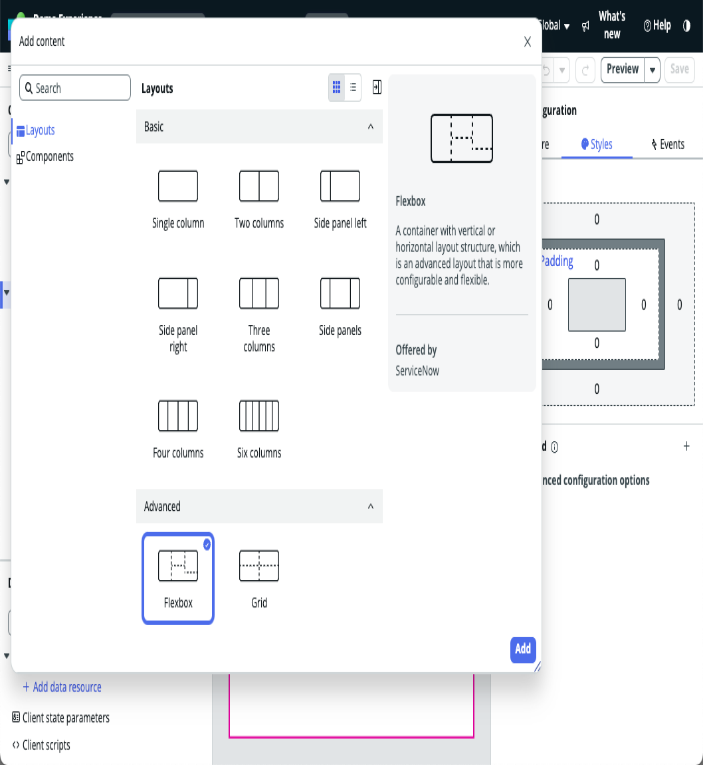 Demo Experience
Global
What's
new
Help
Add content
X
Preview
Save
Search
Layouts
Layouts
Components
Basic
Single column
Two columns
Side panel left
Side panel
right
Three
columns
Side panels
Four columns
Six columns
Advanced
Flexbox
Grid
Flexbox
A container with vertical or
horizontal layout structure, which
is an advanced layout that is more
configurable and flexible.
Offered by
ServiceNow
Add
Styles
Events
0
Padding
0
0
0
0
0
0
configuration options
+ Add data resource
Client state parameters
Client scripts